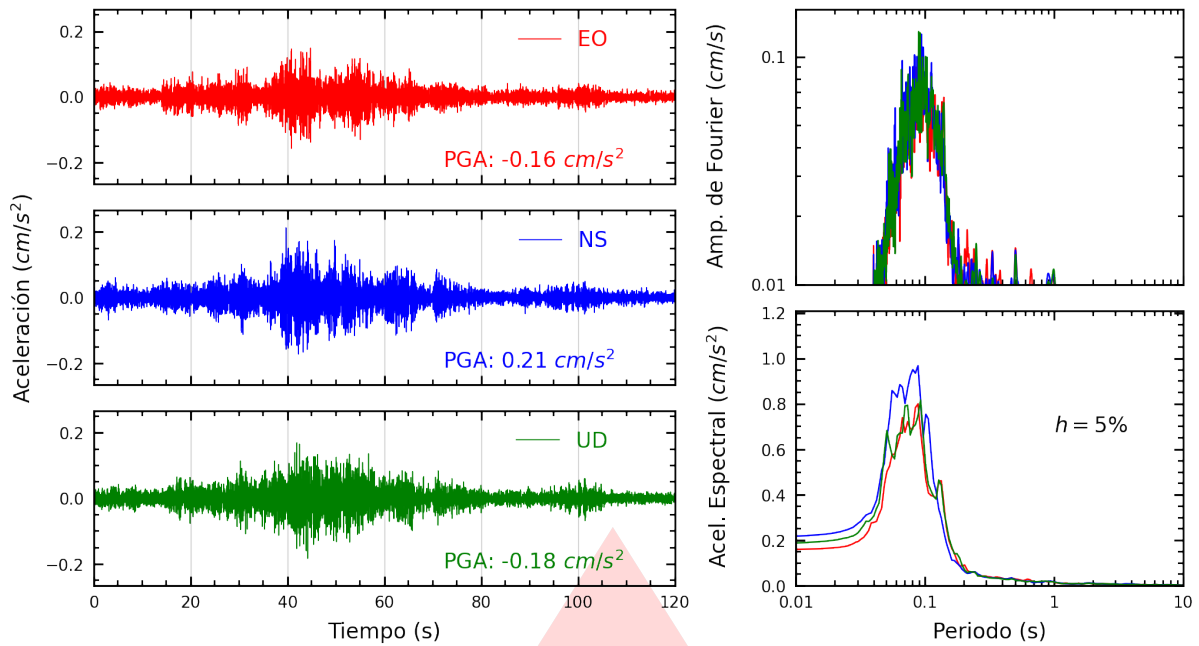 Aceleración (cm/s²)
0.2
0.0
−0.2
EO
PGA: -0.16 cm/s²
0.2
0.0
−0.2
NS
PGA: 0.21 cm/s²
0.2
0.0
−0.2
UD
PGA: -0.18 cm/s²
0 20 40 60 80 100 120
Tiempo (s)
Amp. de Fourier (cm/s)
0.1
0.01
Acel. Espectral (cm/s²)
1.2
1.0
0.8
0.6
0.4
0.2
0.0
h = 5%
0.01 0.1 1 10
Periodo (s)